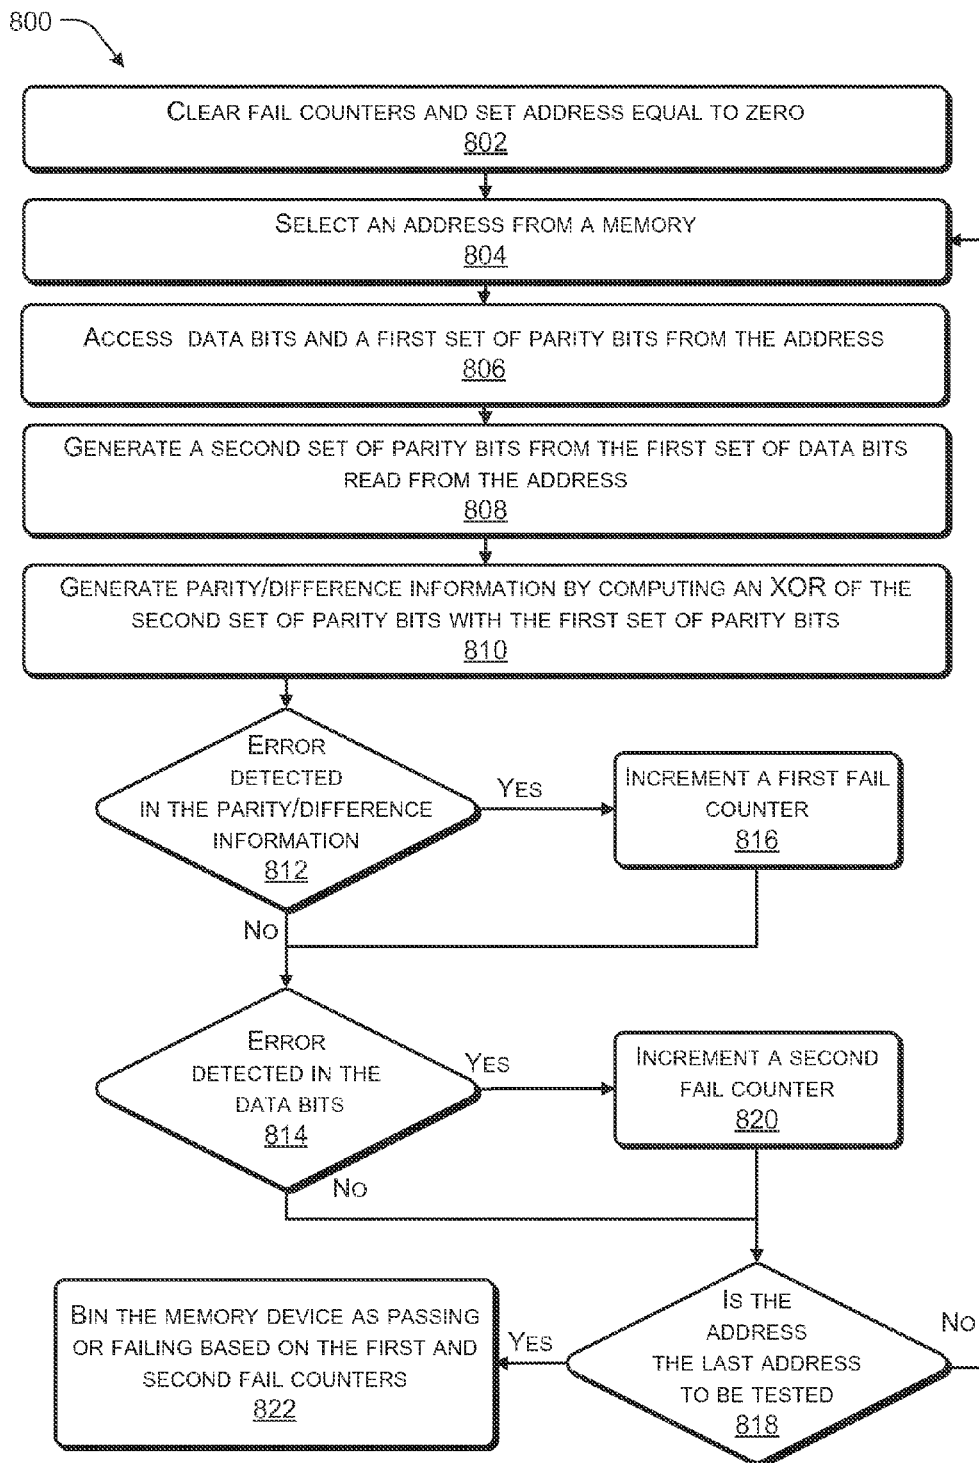 800
CLEAR FAIL COUNTERS AND SET ADDRESS EQUAL TO ZERO
802
SELECT AN ADDRESS FROM A MEMORY
804
ACCESS DATA BITS AND A FIRST SET OF PARITY BITS FROM THE ADDRESS
806
GENERATE A SECOND SET OF PARITY BITS FROM THE FIRST SET OF DATA BITS
READ FROM THE ADDRESS
808
GENERATE PARITY/DIFFERENCE INFORMATION BY COMPUTING AN XOR OF THE
SECOND SET OF PARITY BITS WITH THE FIRST SET OF PARITY BITS
810
ERROR
DETECTED
IN THE PARITY/DIFFERENCE
INFORMATION
812
YES
INCREMENT A FIRST FAIL
COUNTER
816
NO
ERROR
DETECTED IN THE
DATA BITS
814
YES
INCREMENT A SECOND
FAIL COUNTER
820
NO
IS THE
ADDRESS
THE LAST ADDRESS
TO BE TESTED
818
NO
YES
BIN THE MEMORY DEVICE AS PASSING
OR FAILING BASED ON THE FIRST AND
SECOND FAIL COUNTERS
822